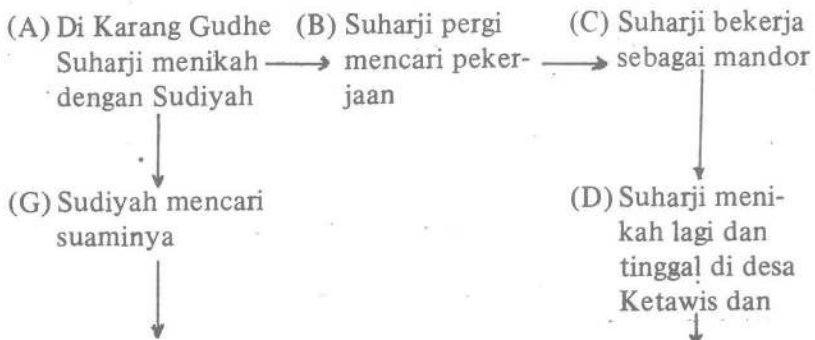 (A) Di Karang Gudhe
Suharji menikah
dengan Sudiyah
(B) Suharji pergi
mencari peker-
jaan
(C) Suharji bekerja
sebagai mandor
(G) Sudiyah mencari
suaminya
(D) Suharji meni-
kah lagi dan
tinggal di desa
Ketawis dan